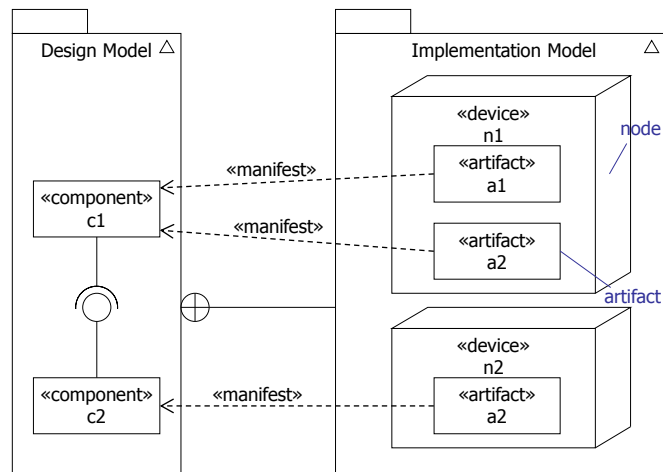 Design Model
Implementation Model
«device»
n1
node
«artifact»
a1
«manifest»
«component»
c1
«manifest»
«artifact»
a2
artifact
«device»
n2
«component»
c2
«manifest»
«artifact»
a2